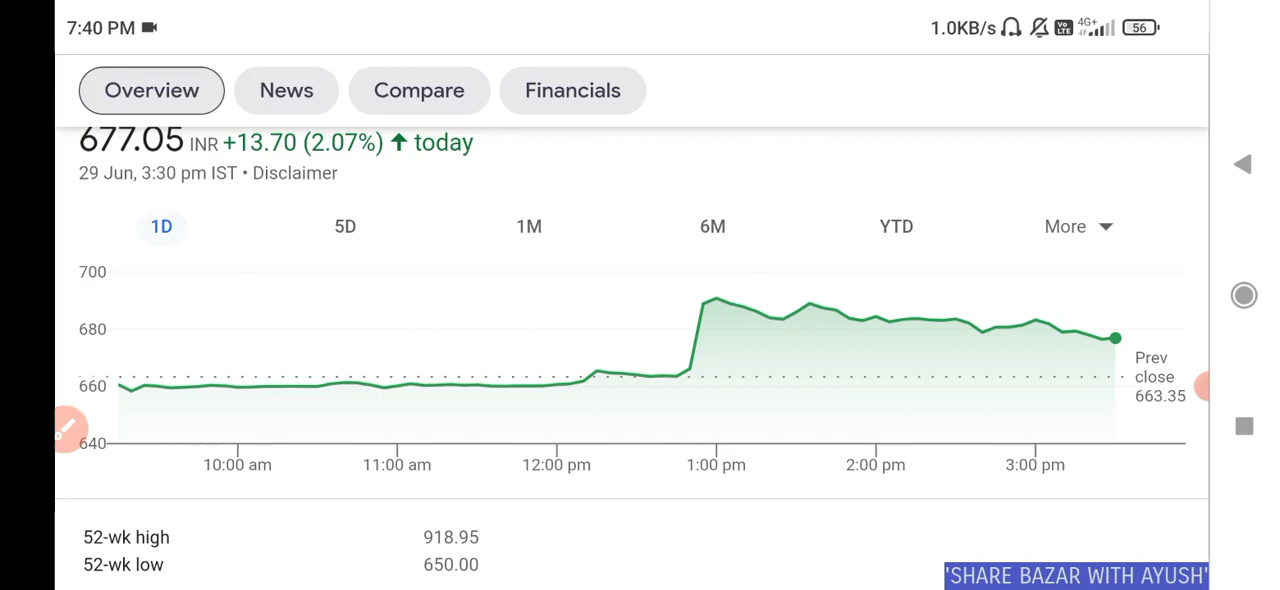 7:40 PM 1.0KB/s Vo LTE 4G+ 56
Overview News Compare Financials
677.05 INR +13.70 (2.07%) ↑ today
29 Jun, 3:30 pm IST • Disclaimer
1D 5D 1M 6M YTD More
700
680
660
640
Prev
close
663.35
10:00 am 11:00 am 12:00 pm 1:00 pm 2:00 pm 3:00 pm
52-wk high 918.95
52-wk low 650.00
'SHARE BAZAR WITH AYUSH'